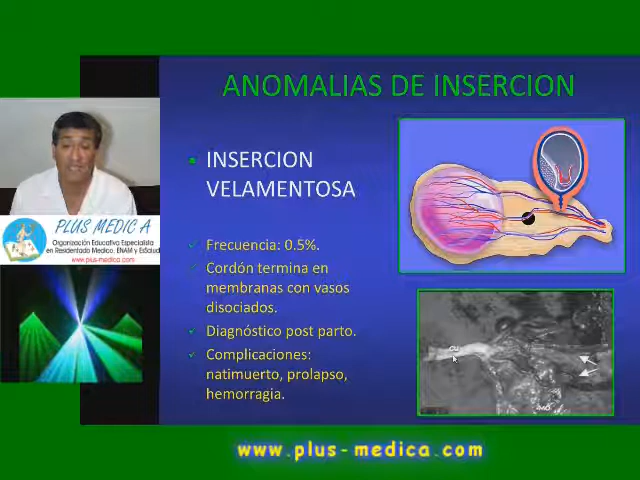 ANOMALIAS DE INSERCION
INSERCION
VELAMENTOSA
Frecuencia: 0.5%.
Cordón termina en
membranas con vasos
disociados.
Diagnóstico post parto.
Complicaciones:
natimuerto, prolapso,
hemorragia.
PLUS MEDIC A
Organización Educativa Especialista
en Residentado Medico, ENAM y EsSalud
www.plus-medica.com
CU
www.plus-medica.com